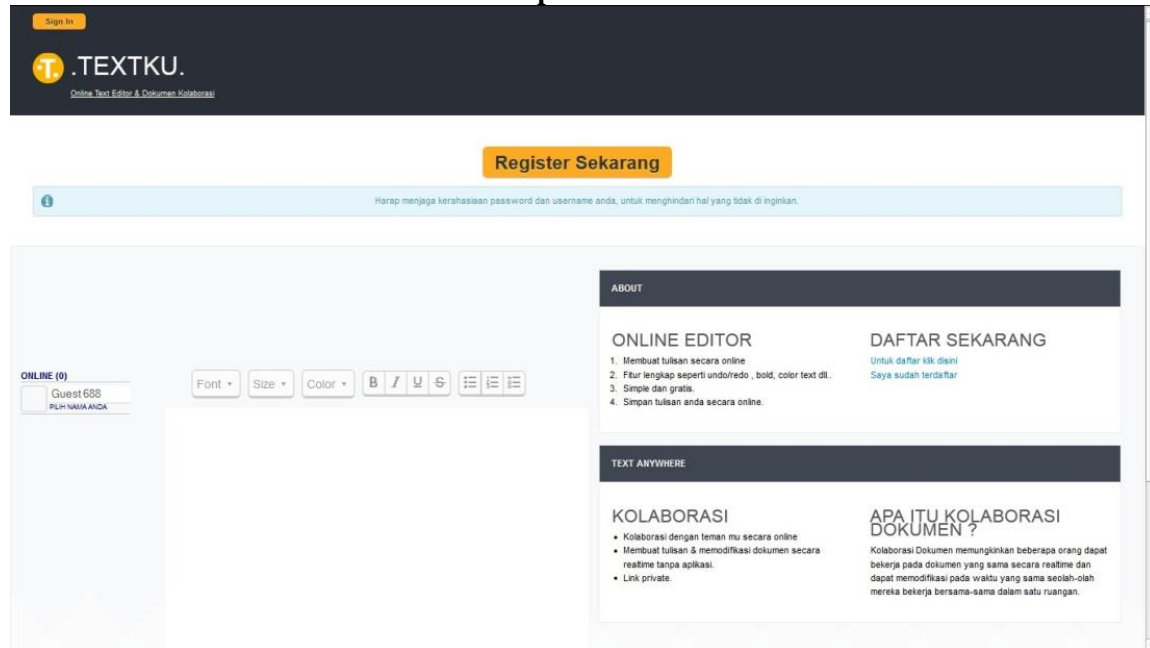 Sign In
.TEXTKU.
Online Text Editor & Dokumen Kolaborasi
Register Sekarang
Harap menjaga kerahasiaan password dan username anda, untuk menghindari hal yang tidak di inginkan.
ONLINE (0)
Guest 688
PILIH NAMA ANDA
Font
Size
Color
B I U S
ABOUT
ONLINE EDITOR
1. Membuat tulisan secara online
2. Fitur lengkap seperti undo/redo , bold, color text dll..
3. Simple dan gratis.
4. Simpan tulisan anda secara online.
DAFTAR SEKARANG
Untuk daftar klik disini
Saya sudah terdaftar
TEXT ANYWHERE
KOLABORASI
• Kolaborasi dengan teman mu secara online
• Membuat tulisan & memodifikasi dokumen secara
realtime tanpa aplikasi.
• Link private.
APA ITU KOLABORASI
DOKUMEN ?
Kolaborasi Dokumen memungkinkan beberapa orang dapat
bekerja pada dokumen yang sama secara realtime dan
dapat memodifikasi pada waktu yang sama seolah-olah
mereka bekerja bersama-sama dalam satu ruangan.